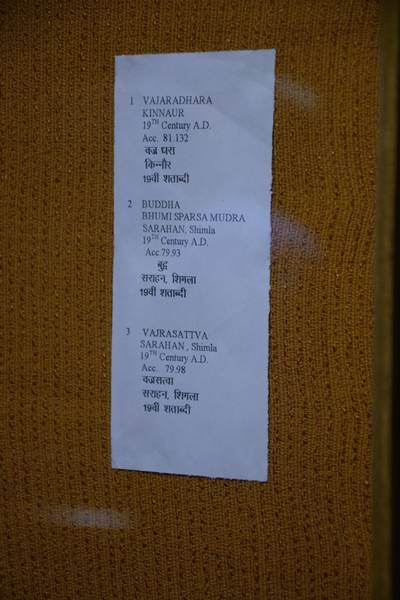 1 VAJARADHARA
KINNAUR
19TH Century A.D.
Acc. 81.132
वज्र धरा
किन्नौर
19वीं शताब्दी
2 BUDDHA
BHUMI SPARSA MUDRA
SARAHAN, Shimla
19TH Century A.D.
Acc.79.93
बुद्ध
सराहन, शिमला
19वीं शताब्दी
3 VAJRASATTVA
SARAHAN , Shimla
19TH Century A.D.
Acc. 79.98
वज्रसत्वा
सराहन, शिमला
19वीं शताब्दी